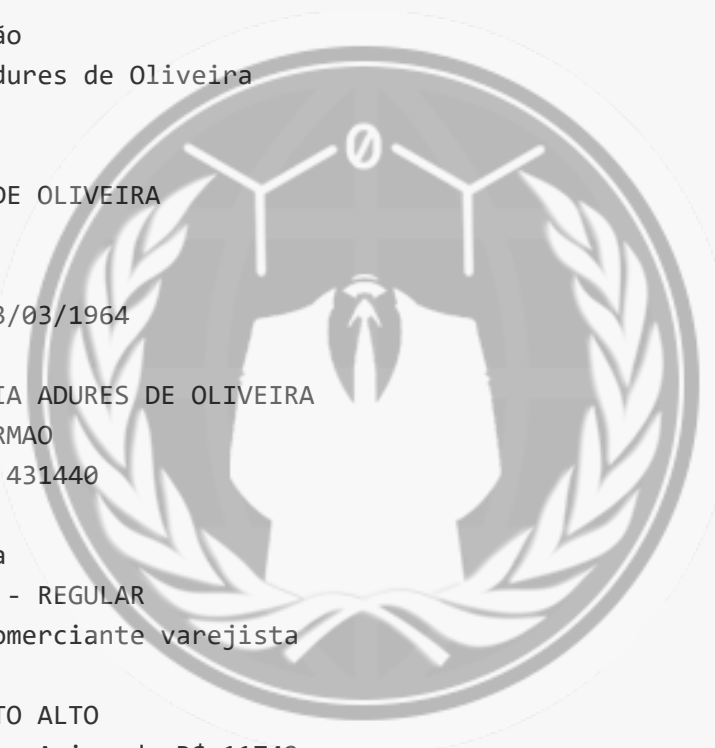 ão
dures de Oliveira
0
DE OLIVEIRA
3/03/1964
IA ADURES DE OLIVEIRA
RMAO
431440
a
- REGULAR
omerciante varejista
TO ALTO